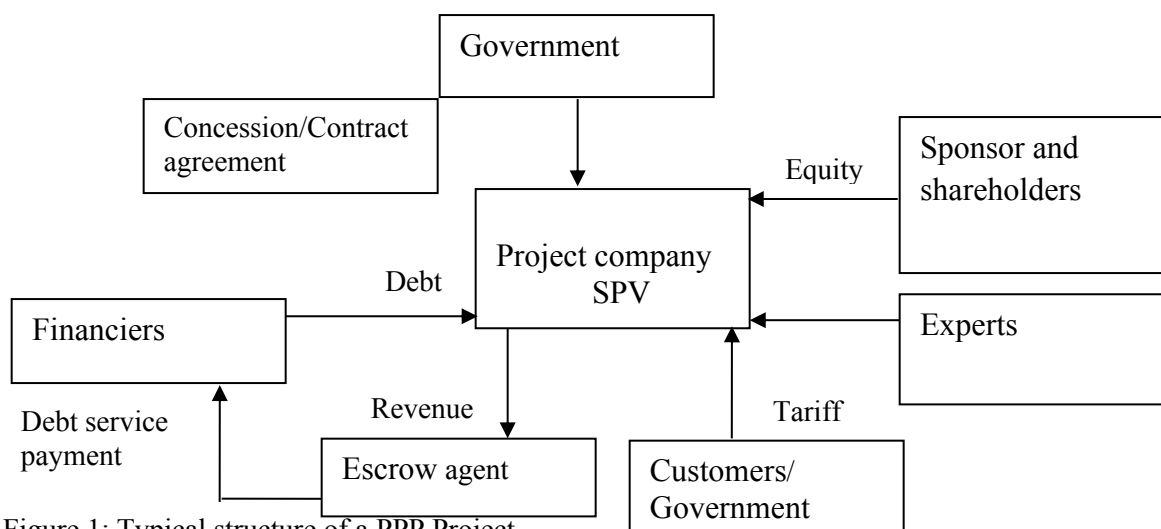 Government
Concession/Contract
agreement
Sponsor and
shareholders
Equity
Project company
SPV
Debt
Financiers
Experts
Debt service
payment
Revenue
Tariff
Escrow agent
Customers/
Government
Figure 1: Typical structure of a PPP Project